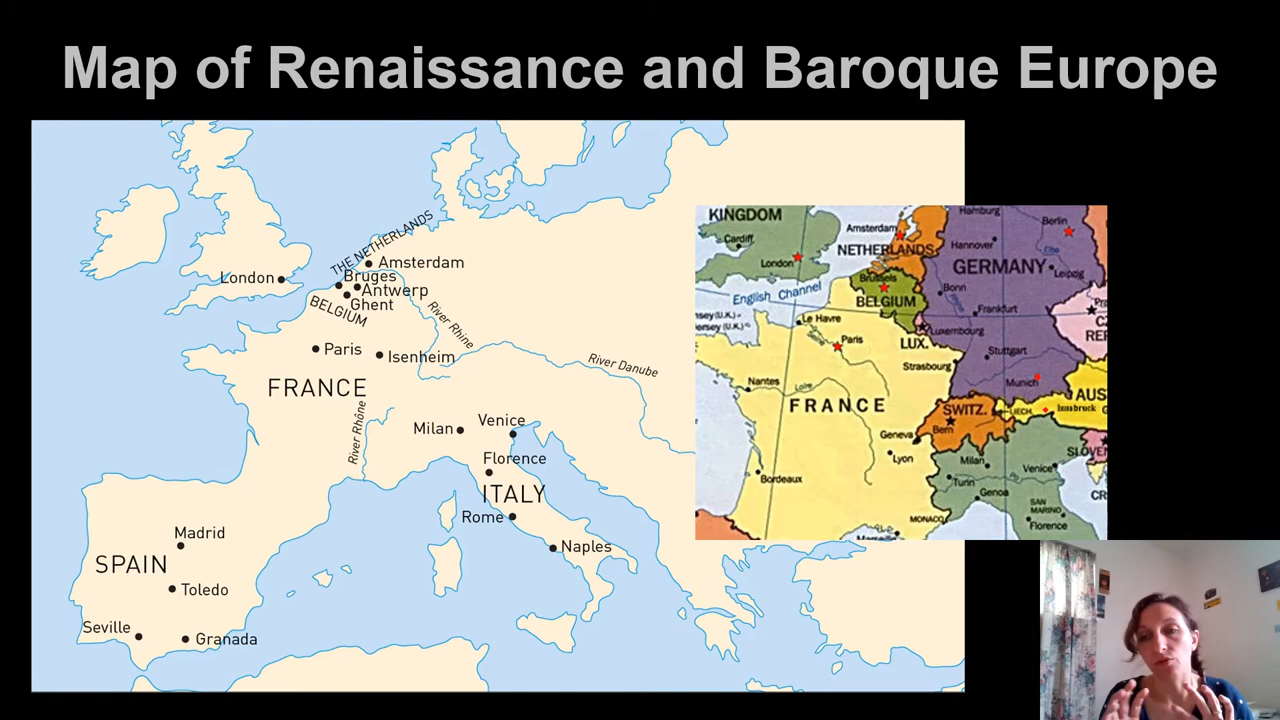 Map of Renaissance and Baroque Europe
THE NETHERLANDS
Amsterdam
Bruges
London
Antwerp
Ghent
BELGIUM
River Rhine
Paris
Isenheim
River Danube
FRANCE
River Rhône
Milan
Venice
Florence
ITALY
Rome
Naples
Madrid
SPAIN
Toledo
Seville
Granada
KINGDOM
Cardiff
London
English Channel
Amsterdam
NETHERLANDS
Hamburg
Berlin
Hannover
Elbe
GERMANY
Leipzig
Brussels
BELGIUM
Bonn
Frankfurt
Le Havre
Luxembourg
LUX.
Paris
Stuttgart
Strasbourg
Munich
Nantes
Loire
FRANCE
SWITZ.
LIECH.
Innsbruck
Bern
Geneva
Lyon
Milan
Venice
Turin
Genoa
Bordeaux
SAN
MARINO
MONACO
Florence